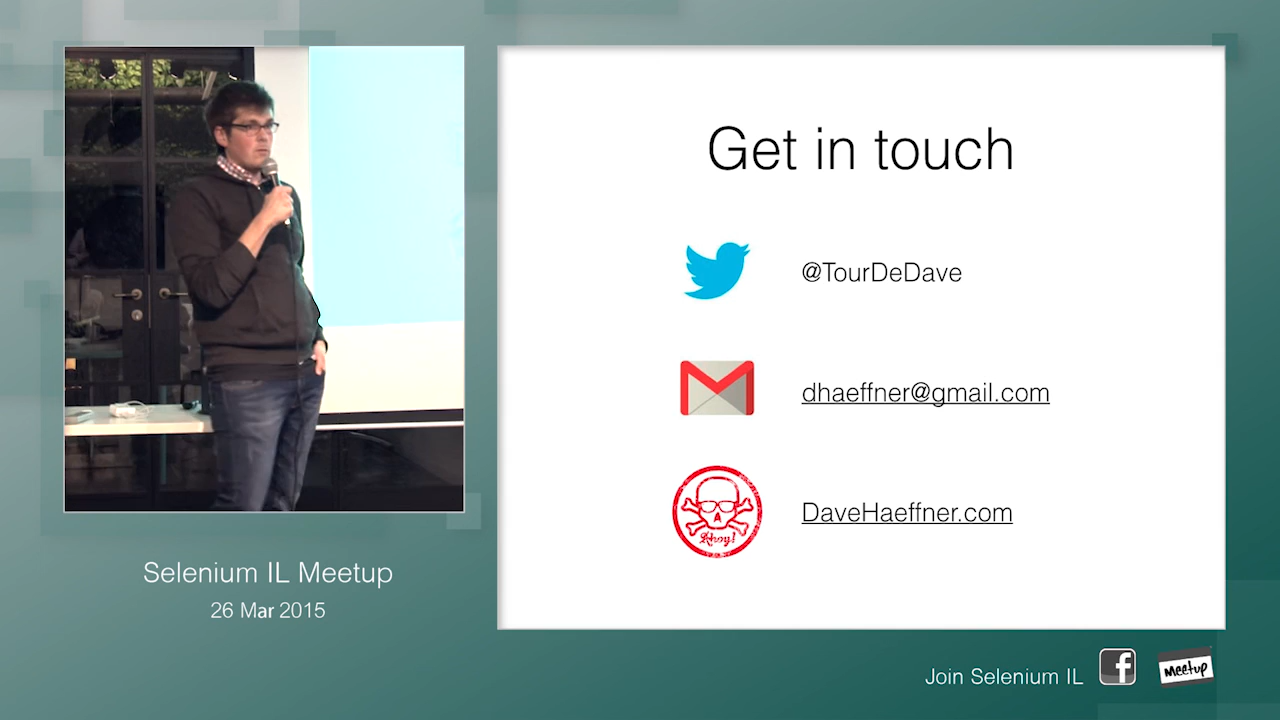 Get in touch
@TourDeDave
dhaeffner@gmail.com
Ahoy!
DaveHaeffner.com
Selenium IL Meetup
26 Mar 2015
Join Selenium IL
f
Meetup